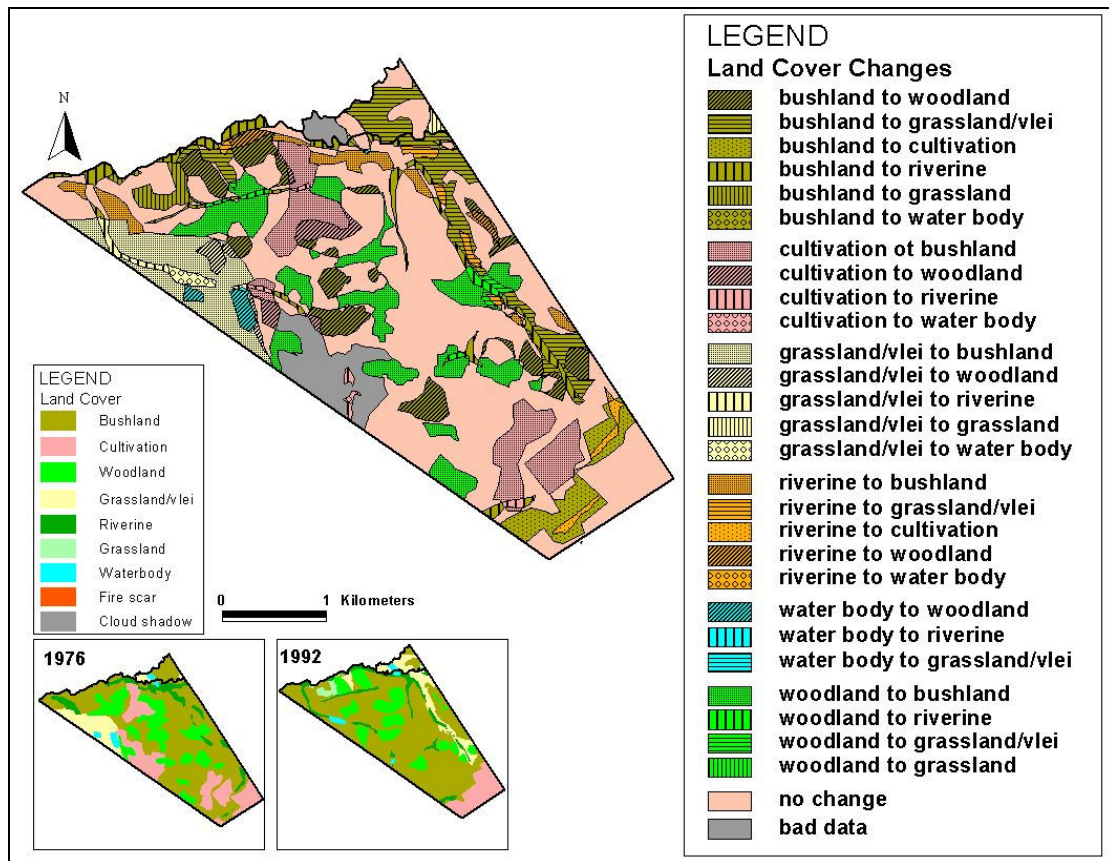 N
LEGEND
Land Cover
Bushland
Cultivation
Woodland
Grassland/vlei
Riverine
Grassland
Waterbody
Fire scar
Cloud shadow
0 1 Kilometers
1976
1992
LEGEND
Land Cover Changes
bushland to woodland
bushland to grassland/vlei
bushland to cultivation
bushland to riverine
bushland to grassland
bushland to water body
cultivation ot bushland
cultivation to woodland
cultivation to riverine
cultivation to water body
grassland/vlei to bushland
grassland/vlei to woodland
grassland/vlei to riverine
grassland/vlei to grassland
grassland/vlei to water body
riverine to bushland
riverine to grassland/vlei
riverine to cultivation
riverine to woodland
riverine to water body
water body to woodland
water body to riverine
water body to grassland/vlei
woodland to bushland
woodland to riverine
woodland to grassland/vlei
woodland to grassland
no change
bad data